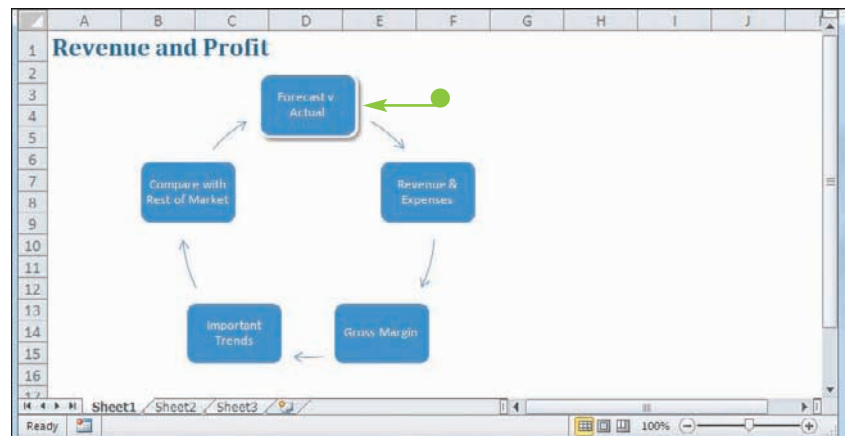 A B C D E F G H I J
1 Revenue and Profit
2
3 Forecast v
4 Actual
5
6
7 Compare with Revenue &
8 Rest of Market Expenses
9
10
11
12
13
Important
14 Gross Margin
Trends
15
16
17
Sheet1 Sheet2 Sheet3
Ready 100%